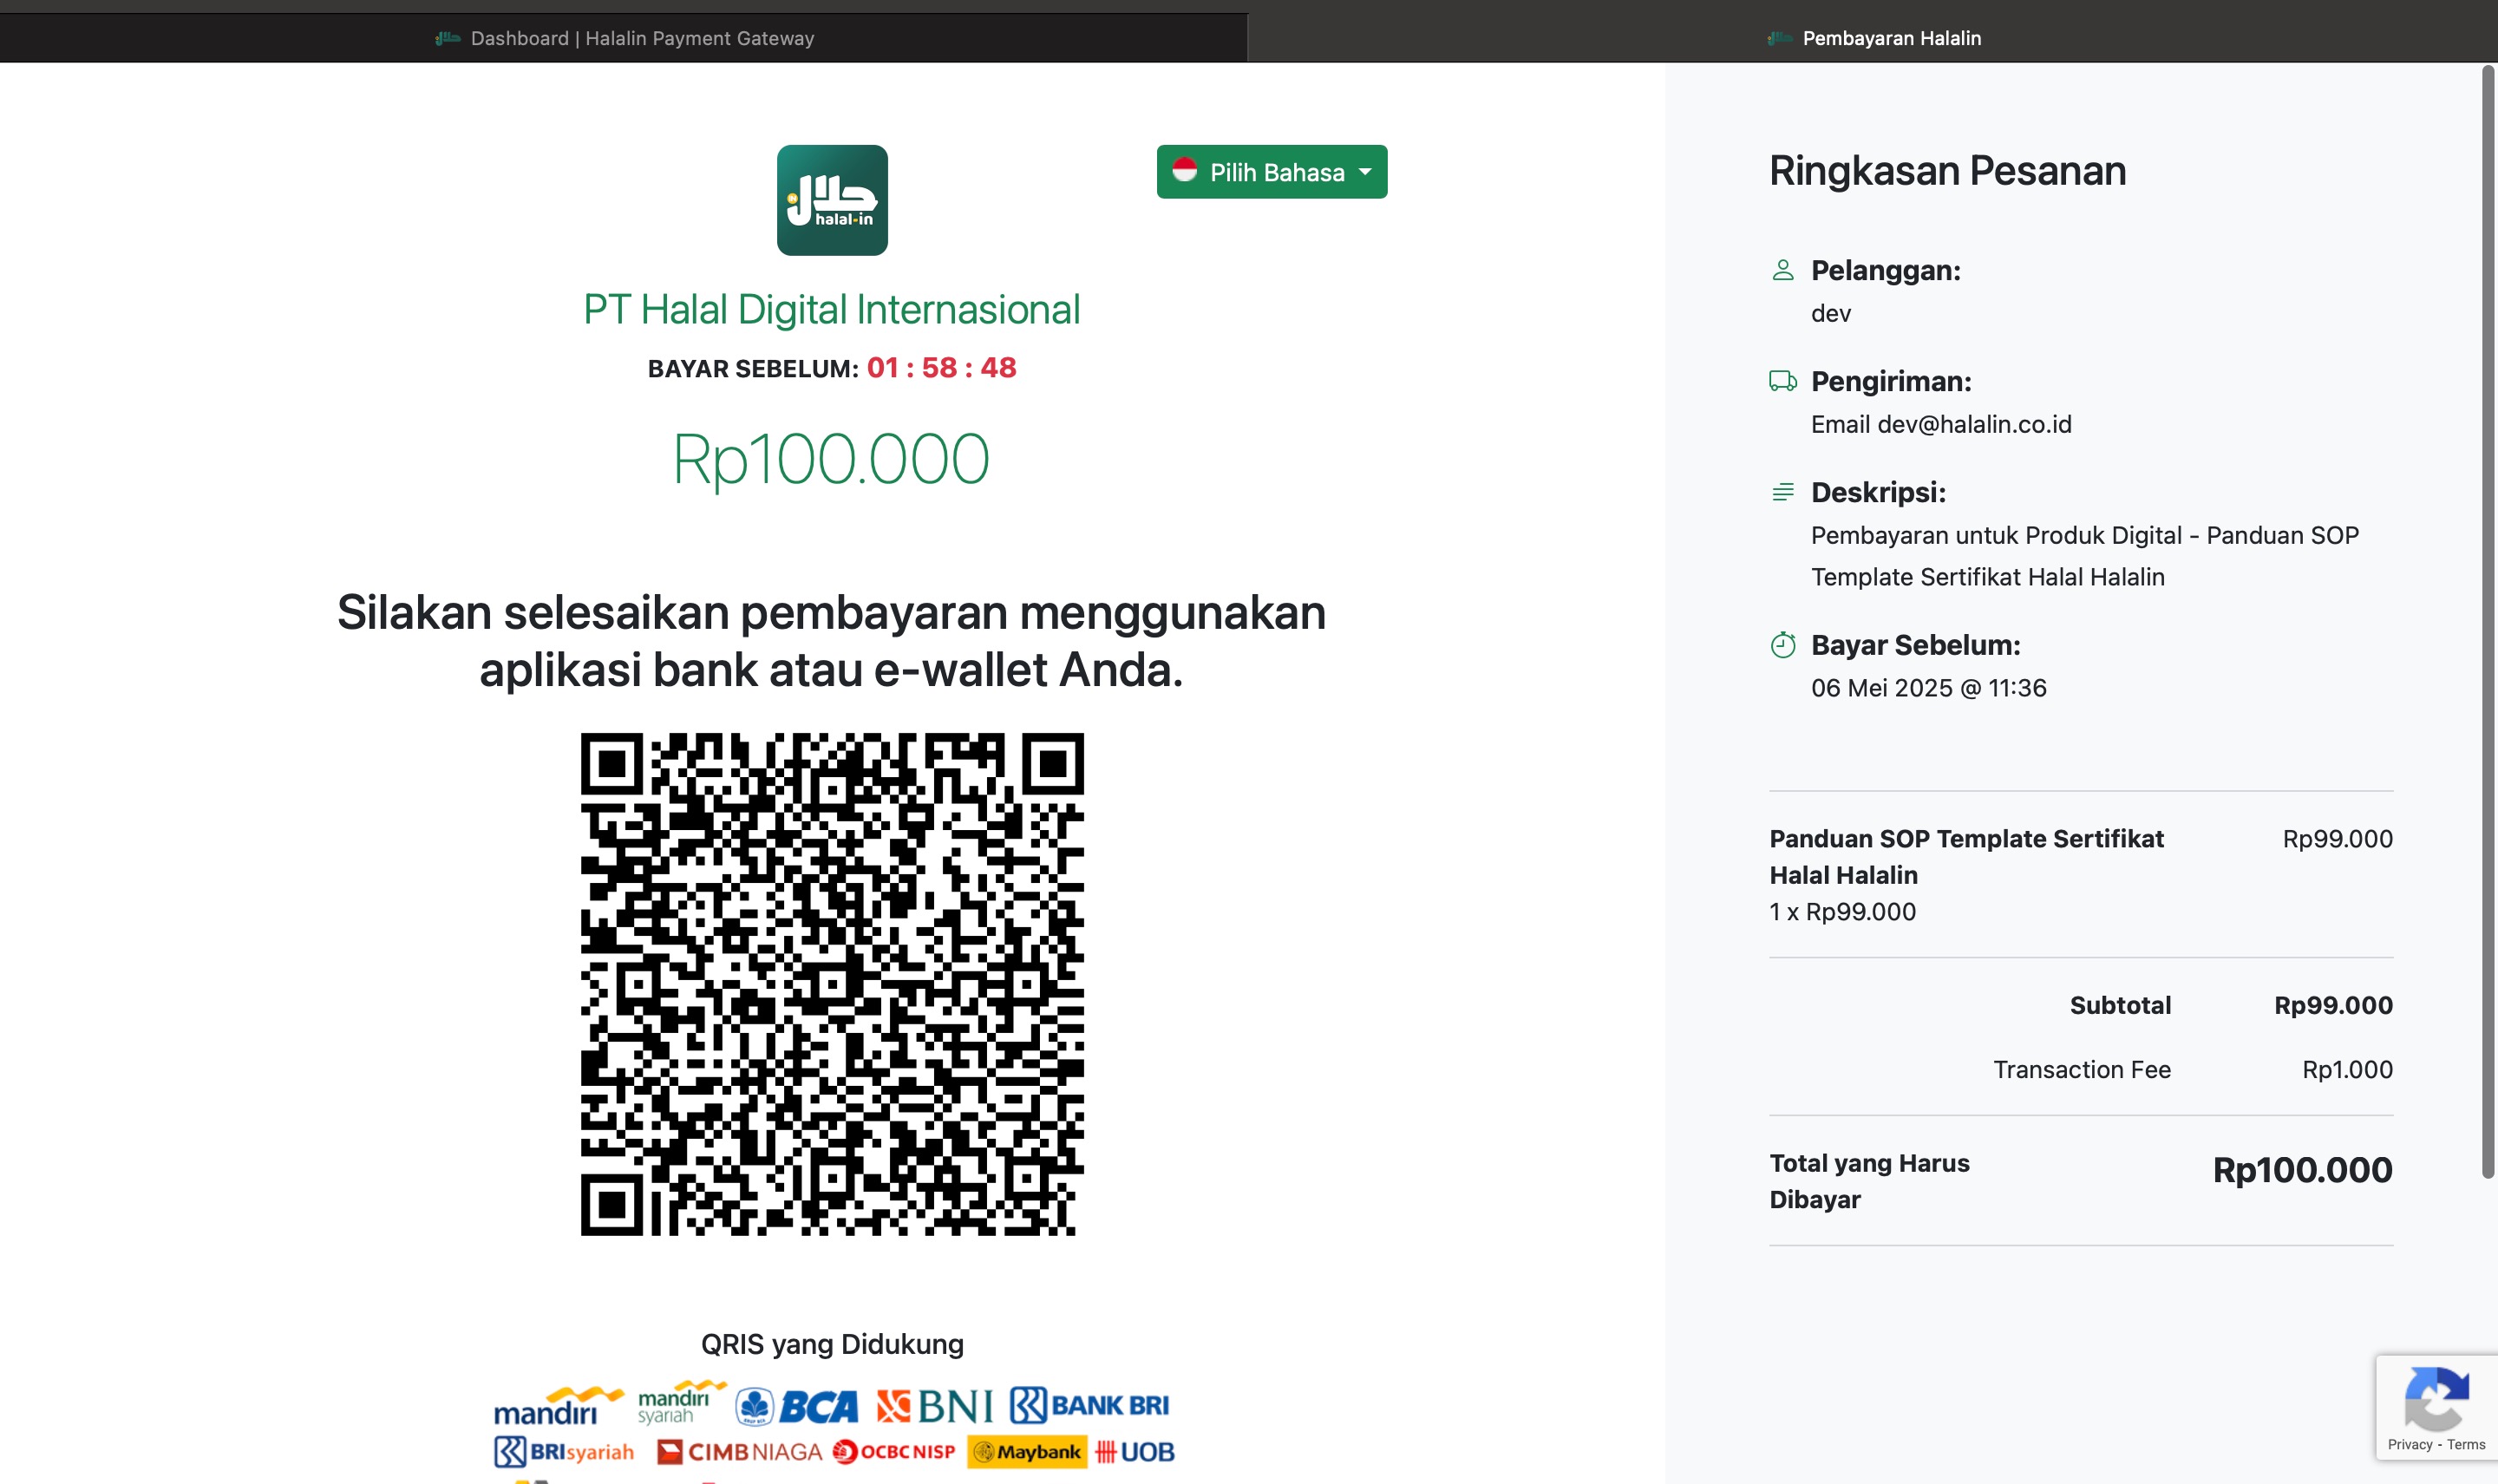 Dashboard | Halalin Payment Gateway
Pembayaran Halalin
حلال
halal-in
Pilih Bahasa
PT Halal Digital Internasional
BAYAR SEBELUM: 01 : 58 : 48
Rp100.000
Silakan selesaikan pembayaran menggunakan
aplikasi bank atau e-wallet Anda.
QRIS yang Didukung
mandiri
mandiri
syariah
BCA
BNI
BANK BRI
BRIsyariah
CIMB NIAGA
OCBC NISP
Maybank
UOB
Ringkasan Pesanan
Pelanggan:
dev
Pengiriman:
Email dev@halalin.co.id
Deskripsi:
Pembayaran untuk Produk Digital - Panduan SOP
Template Sertifikat Halal Halalin
Bayar Sebelum:
06 Mei 2025 @ 11:36
Panduan SOP Template Sertifikat Rp99.000
Halal Halalin
1 x Rp99.000
Subtotal Rp99.000
Transaction Fee Rp1.000
Total yang Harus Rp100.000
Dibayar
Privacy - Terms